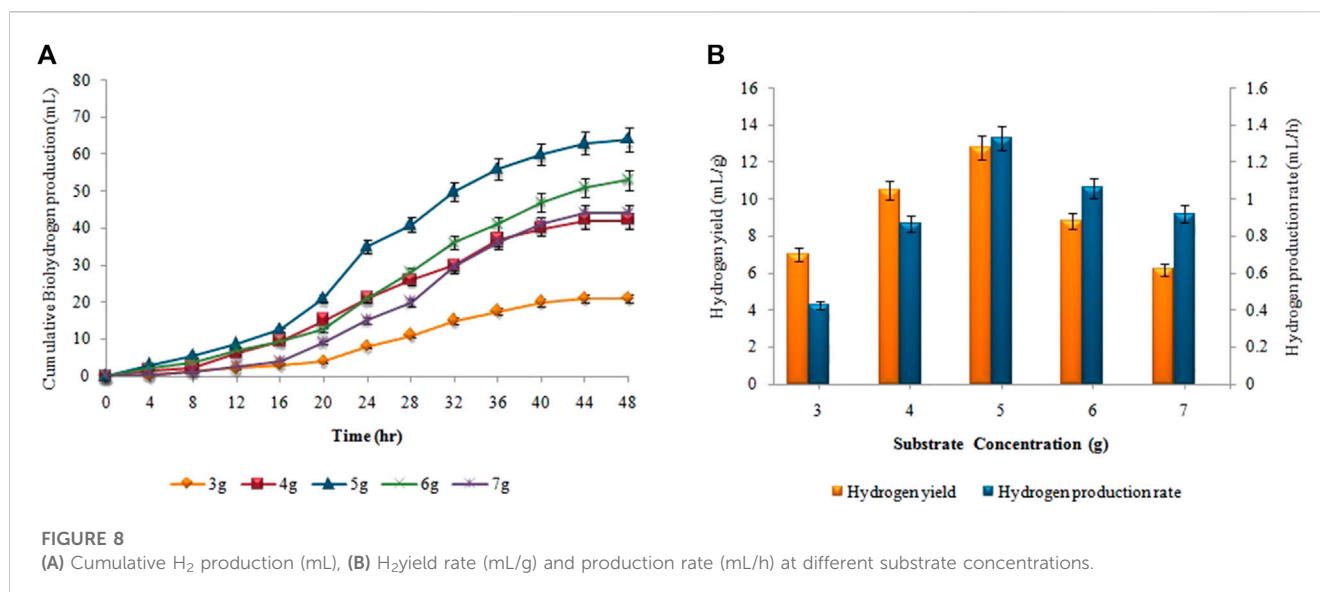 A
Cumulative Biohydrogen production (mL)
80
70
60
50
40
30
20
10
0
0 4 8 12 16 20 24 28 32 36 40 44 48
Time (hr)
3g 4g 5g 6g 7g
B
Hydrogen yield (mL/g)
16
14
12
10
8
6
4
2
0
1.6
1.4
1.2
1
0.8
0.6
0.4
0.2
0
Hydrogen production rate (mL/h)
3 4 5 6 7
Substrate Concentration (g)
Hydrogen yield Hydrogen production rate
FIGURE 8
(A) Cumulative H₂ production (mL), (B) H₂yield rate (mL/g) and production rate (mL/h) at different substrate concentrations.